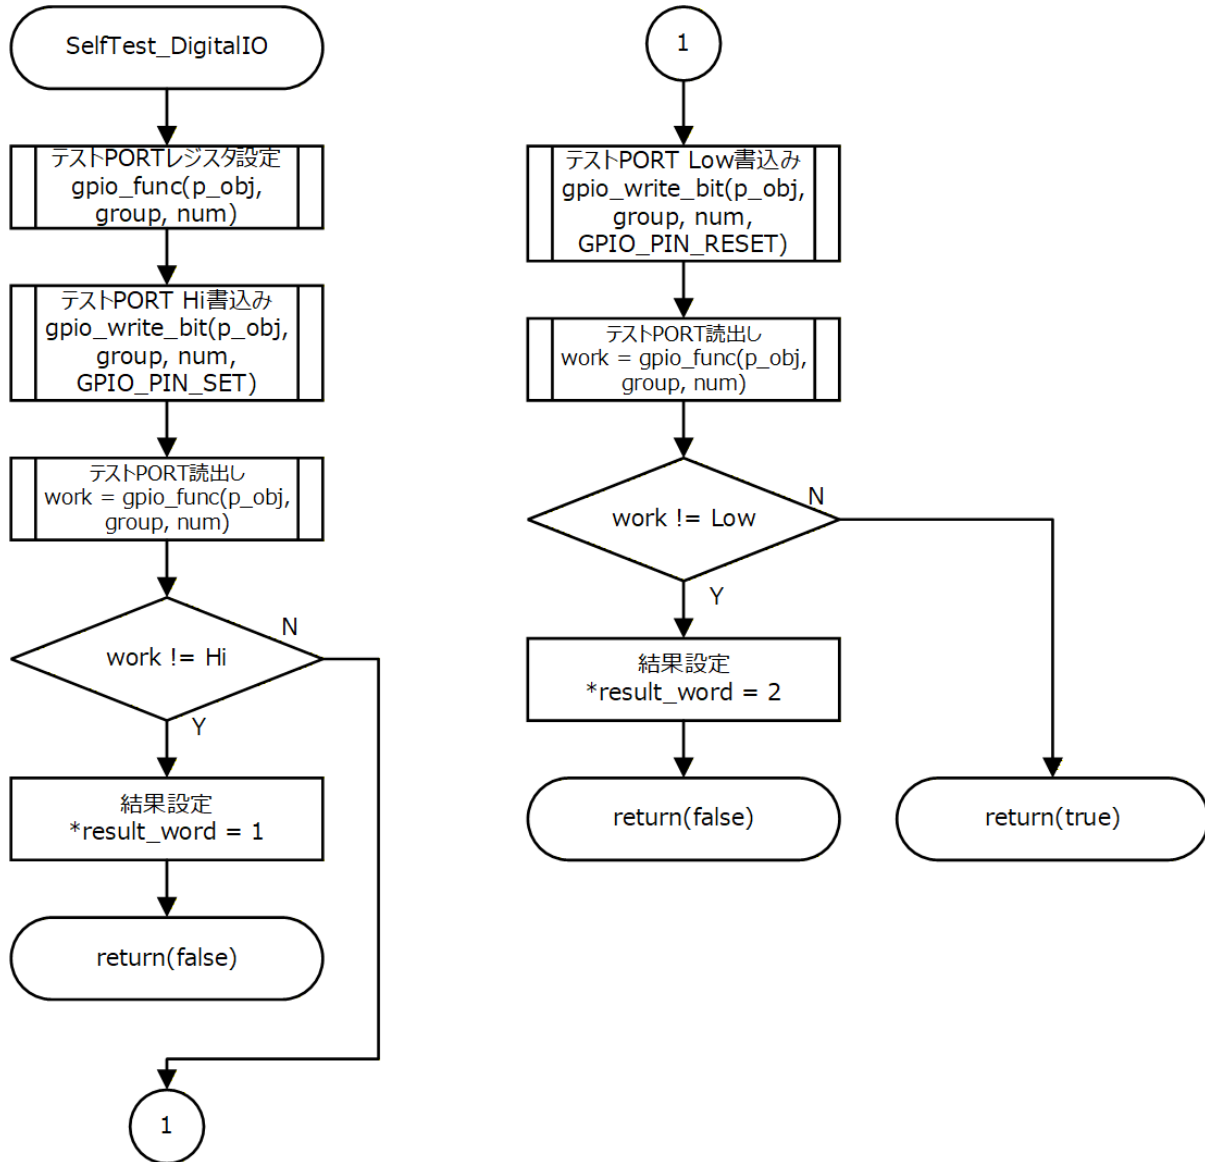 SelfTest_DigitalIO
テストPORTレジスタ設定
gpio_func(p_obj,
group, num)
テストPORT Hi書込み
gpio_write_bit(p_obj,
group, num,
GPIO_PIN_SET)
テストPORT読出し
work = gpio_func(p_obj,
group, num)
work != Hi
N
Y
結果設定
*result_word = 1
return(false)
1
1
テストPORT Low書込み
gpio_write_bit(p_obj,
group, num,
GPIO_PIN_RESET)
テストPORT読出し
work = gpio_func(p_obj,
group, num)
work != Low
N
Y
結果設定
*result_word = 2
return(false)
return(true)